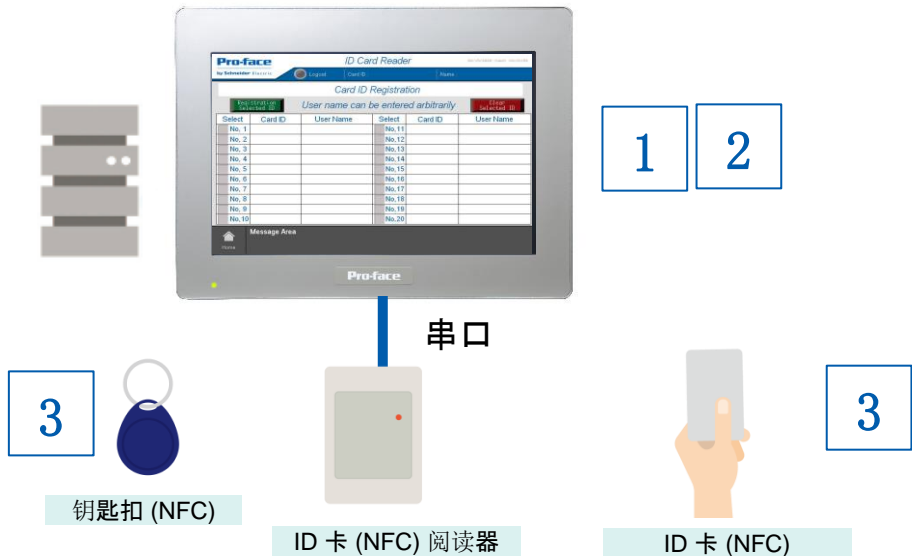 Pro-face
by Schneider Electric
ID Card Reader
Logout
Card ID
Name
Card ID Registration
Registration
Selected ID
User name can be entered arbitrarily
Clear
Selected ID
Select Card ID User Name Select Card ID User Name
No, 1 No,11
No, 2 No,12
No, 3 No,13
No, 4 No,14
No, 5 No,15
No, 6 No,16
No, 7 No,17
No, 8 No,18
No, 9 No,19
No,10 No,20
Home
Message Area
Pro-face
1 2
串口
3
3
钥匙扣 (NFC)
ID 卡 (NFC) 阅读器
ID 卡 (NFC)